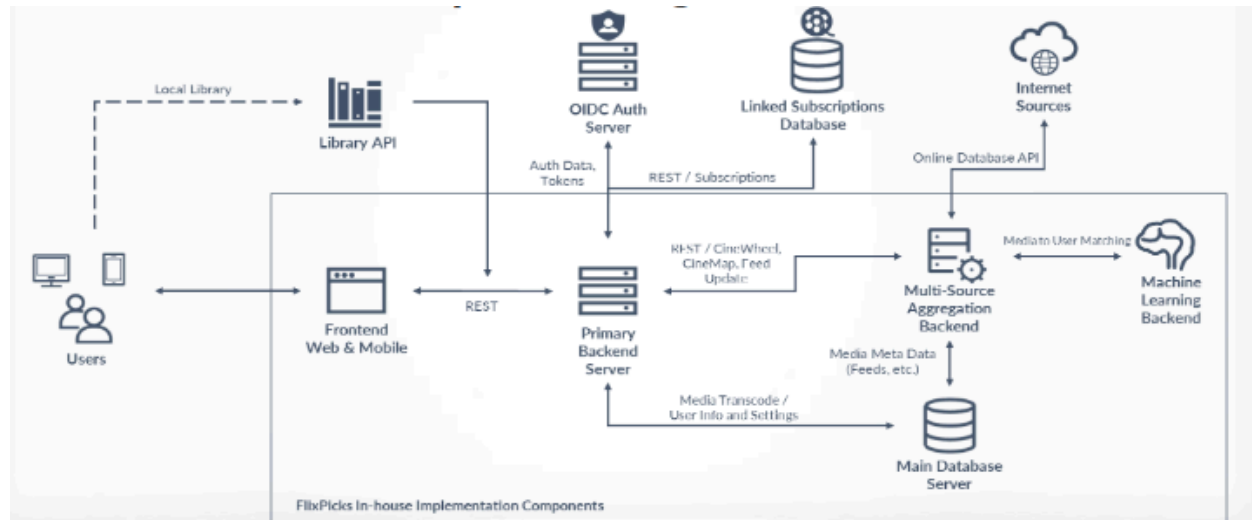 Local Library
Library API
OIDC Auth
Server
Linked Subscriptions
Database
Internet
Sources
Auth Data,
Tokens
REST / Subscriptions
Online Database API
Users
Frontend
Web & Mobile
REST
Primary
Backend
Server
REST / CineWheel,
CineMap, Feed
Update
Multi-Source
Aggregation
Backend
Media to User Matching
Machine
Learning
Backend
Media Meta Data
(Feeds, etc.)
Media Transcode /
User Info and Settings
Main Database
Server
FlixPicks In-house Implementation Components